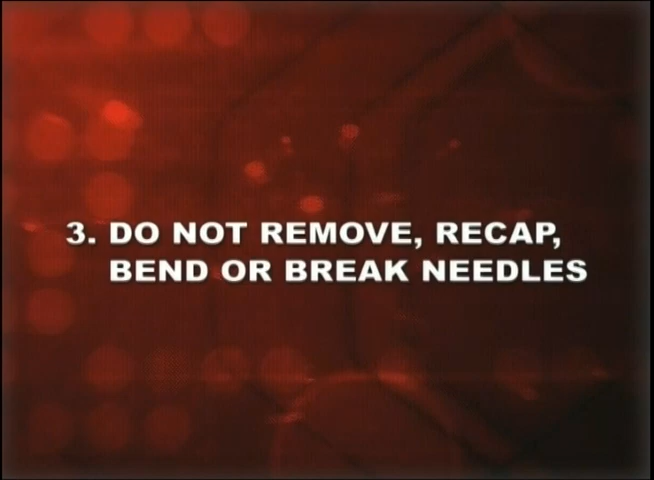 3. DO NOT REMOVE, RECAP,
BEND OR BREAK NEEDLES